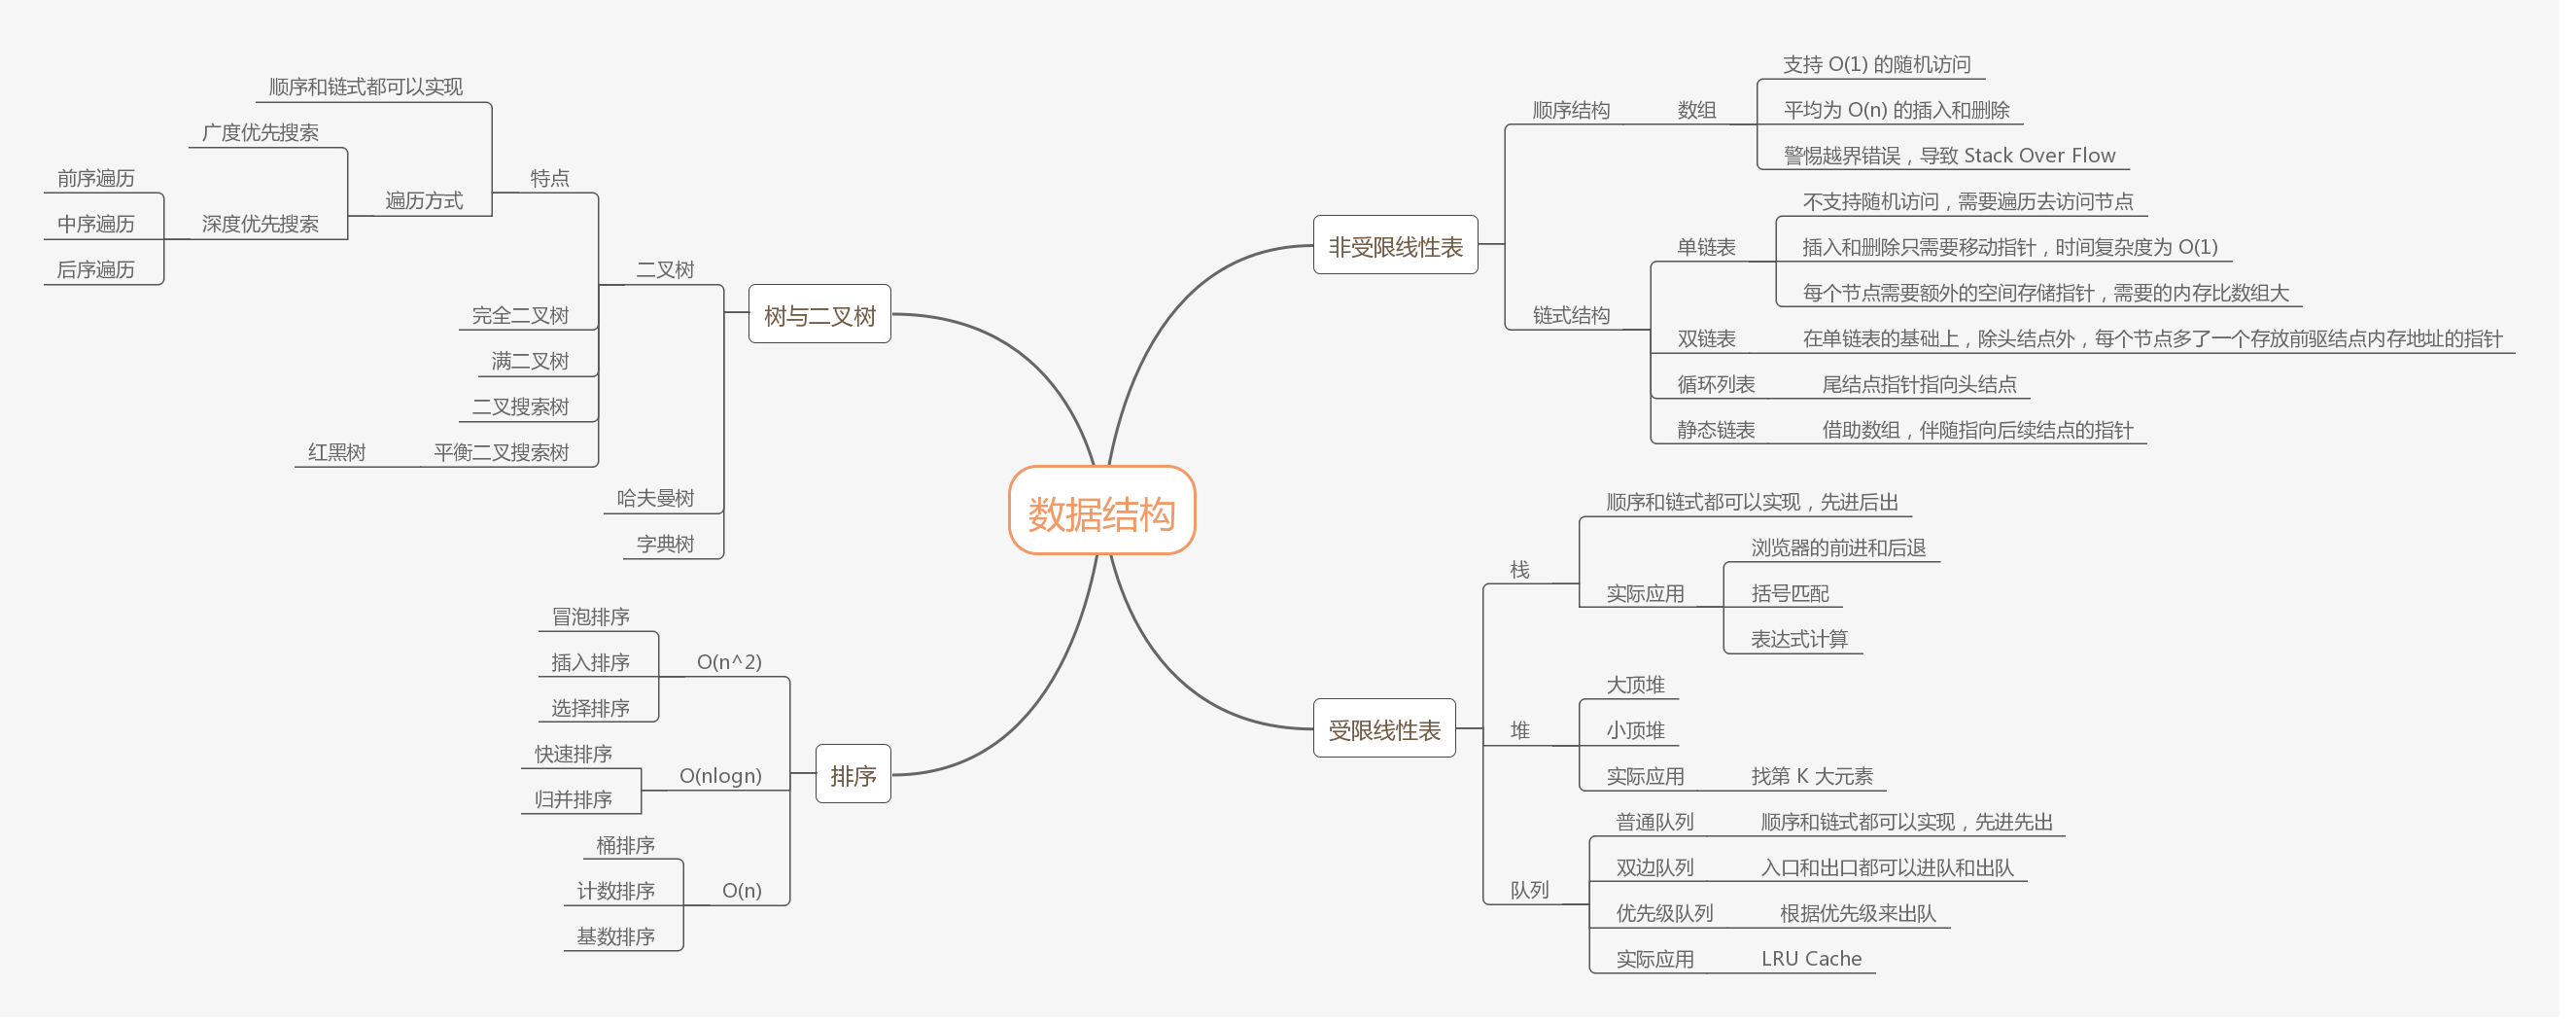 数据结构
非受限线性表
顺序结构
数组
支持 O(1) 的随机访问
平均为 O(n) 的插入和删除
警惕越界错误，导致 Stack Over Flow
链式结构
单链表
不支持随机访问，需要遍历去访问节点
插入和删除只需要移动指针，时间复杂度为 O(1)
每个节点需要额外的空间存储指针，需要的内存比数组大
双链表
在单链表的基础上，除头结点外，每个节点多了一个存放前驱结点内存地址的指针
循环列表
尾结点指针指向头结点
静态链表
借助数组，伴随指向后续结点的指针
受限线性表
栈
顺序和链式都可以实现，先进后出
实际应用
浏览器的前进和后退
括号匹配
表达式计算
堆
大顶堆
小顶堆
实际应用
找第 K 大元素
队列
普通队列
顺序和链式都可以实现，先进先出
双边队列
入口和出口都可以进队和出队
优先级队列
根据优先级来出队
实际应用
LRU Cache
树与二叉树
二叉树
特点
顺序和链式都可以实现
遍历方式
广度优先搜索
深度优先搜索
前序遍历
中序遍历
后序遍历
完全二叉树
满二叉树
二叉搜索树
平衡二叉搜索树
红黑树
哈夫曼树
字典树
排序
O(n^2)
冒泡排序
插入排序
选择排序
O(nlogn)
快速排序
归并排序
O(n)
桶排序
计数排序
基数排序